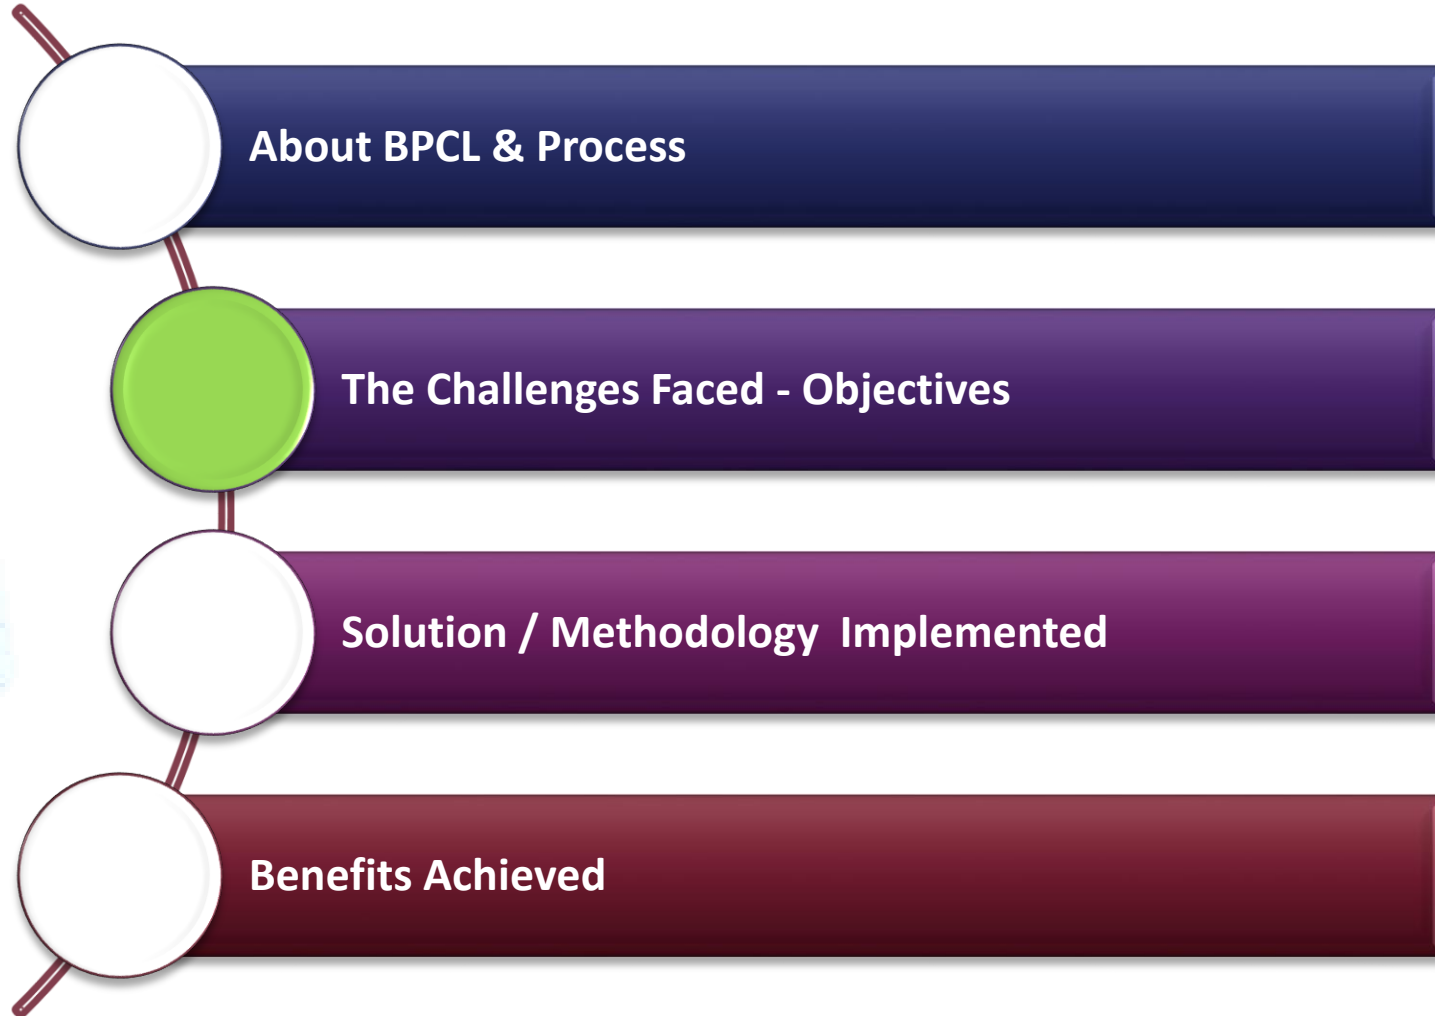 About BPCL & Process
The Challenges Faced - Objectives
Solution / Methodology  Implemented
Benefits Achieved